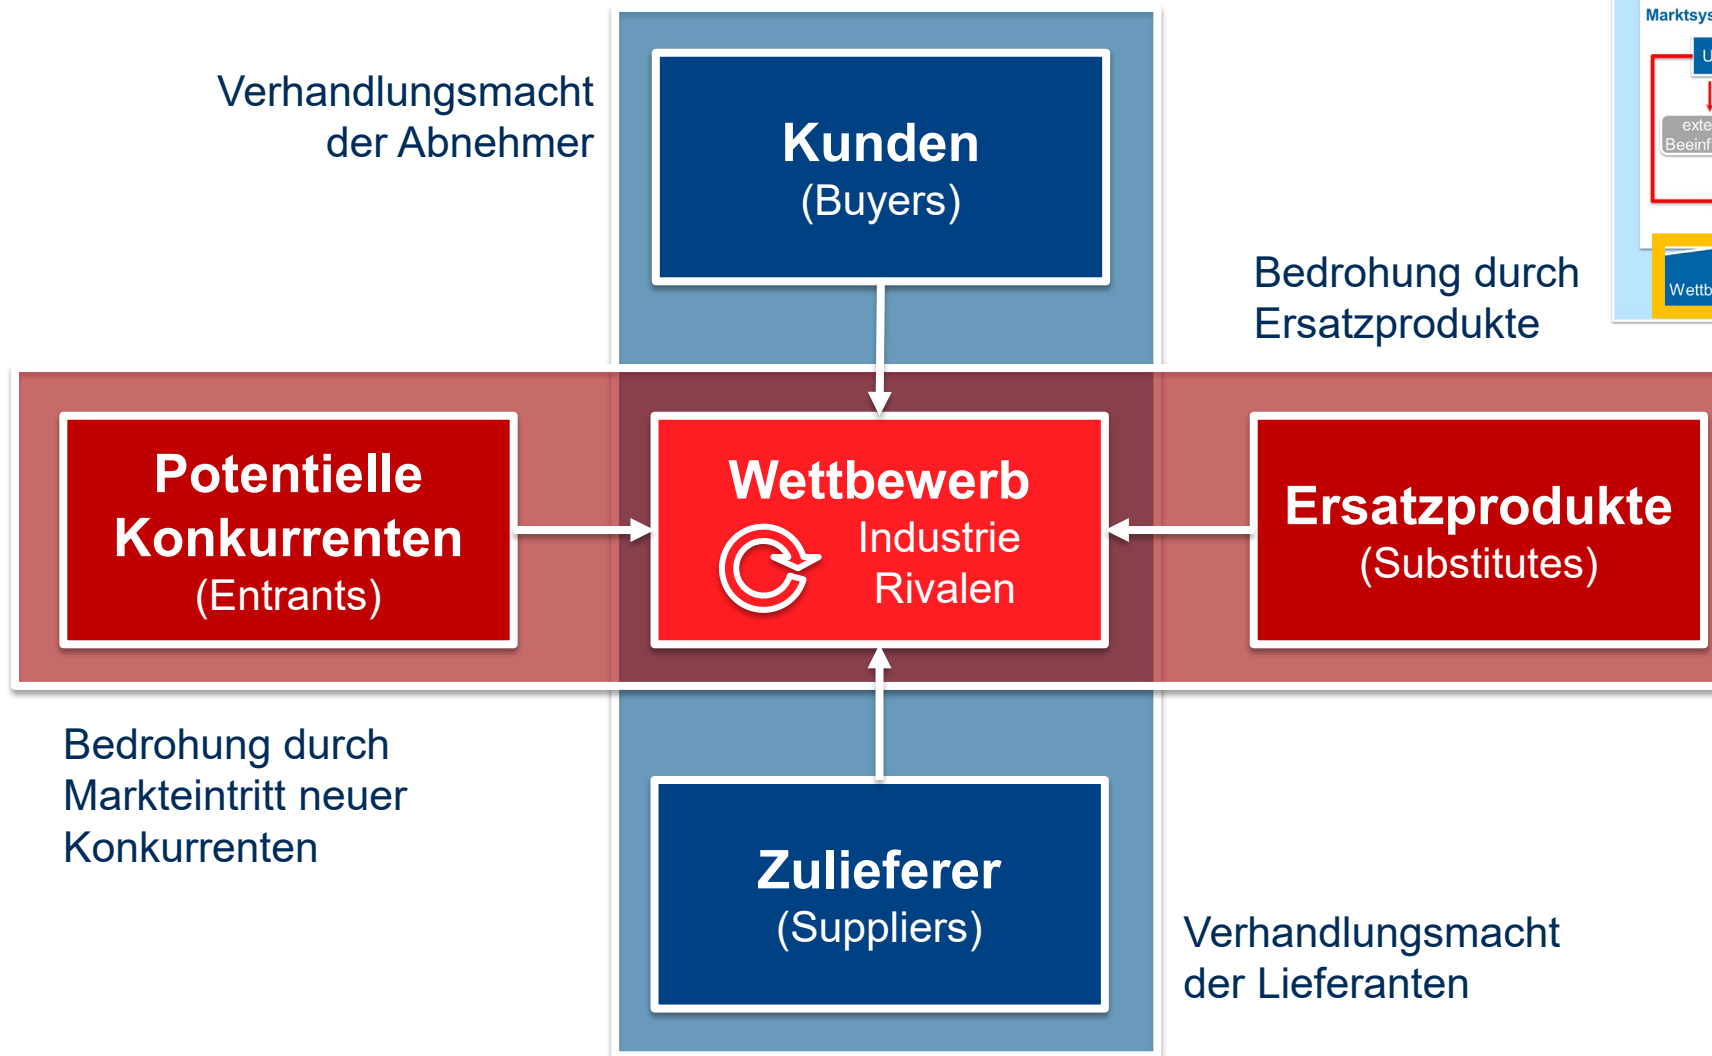 Verhandlungsmacht
der Abnehmer
Kunden
(Buyers)
Bedrohung durch
Ersatzprodukte
Potentielle
Konkurrenten
(Entrants)
Wettbewerb
Industrie
Rivalen
Ersatzprodukte
(Substitutes)
Bedrohung durch
Markteintritt neuer
Konkurrenten
Zulieferer
(Suppliers)
Verhandlungsmacht
der Lieferanten